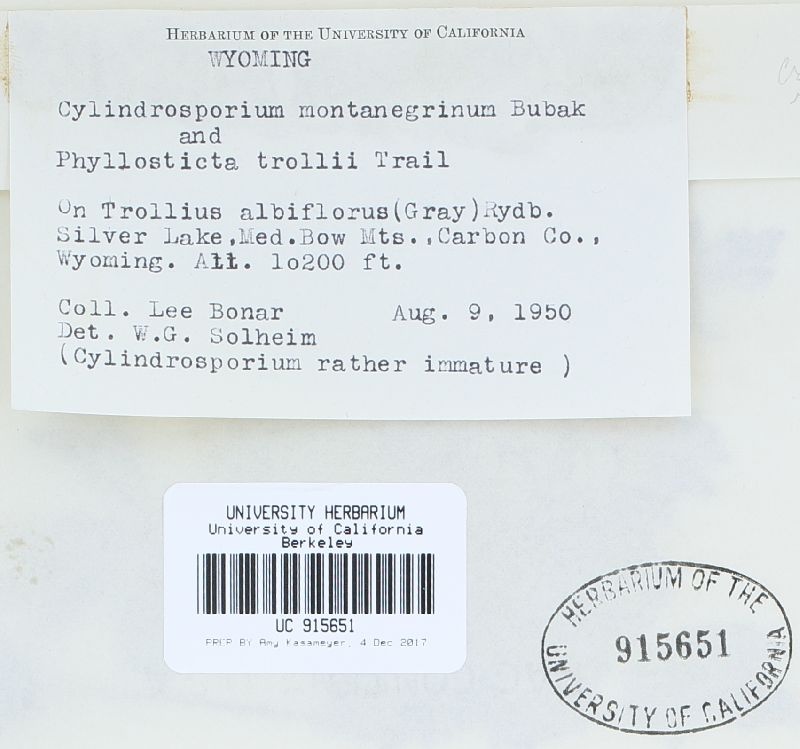 HERBARIUM OF THE UNIVERSITY OF CALIFORNIA
WYOMING
Cylindrosporium montanegrinum Bubak
and
Phyllosticta trollii Trail
On Trollius albiflorus(Gray)Rydb.
Silver Lake,Med.Bow Mts.,Carbon Co.,
Wyoming. Alt. lo200 ft.
Coll. Lee Bonar Aug. 9, 1950
Det. W.G. Solheim
(Cylindrosporium rather immature )
UNIVERSITY HERBARIUM
University of California
Berkeley
UC 915651
PREP BY Amy Kasameyer, 4 Dec 2017
HERBARIUM OF THE
915651
UNIVERSITY OF CALIFORNIA